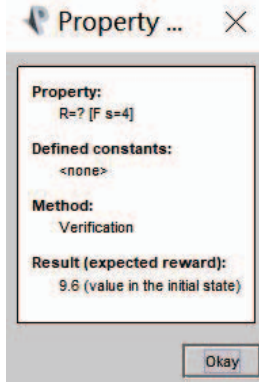 Property ...
Property:
R=? [F s=4]
Defined constants:
<none>
Method:
Verification
Result (expected reward):
9.6 (value in the initial state)
Okay